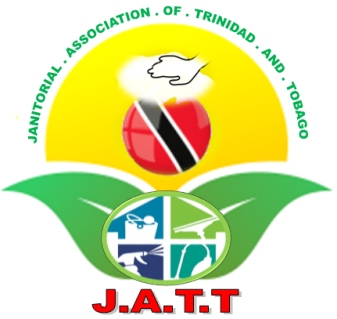 JANITORIAL . ASSOCIATION . OF . TRINIDAD . AND . TOBAGO
J.A.T.T